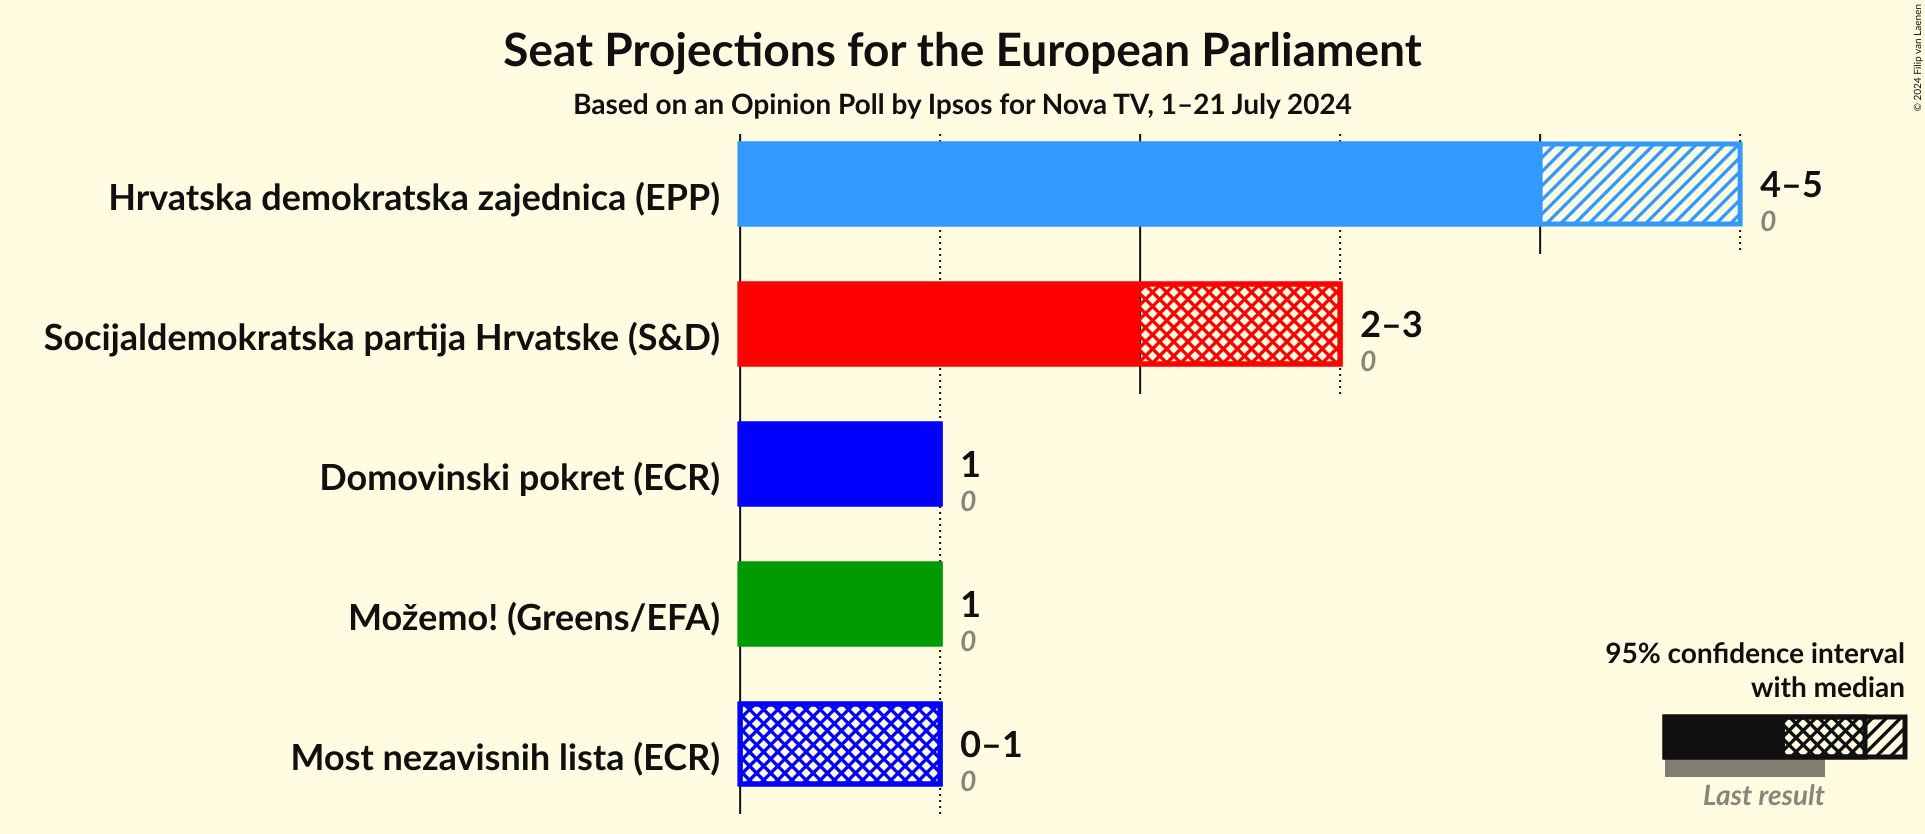 Seat Projections for the European Parliament
Based on an Opinion Poll by Ipsos for Nova TV, 1–21 July 2024
© 2024 Filip van Laenen
Hrvatska demokratska zajednica (EPP)
4–5
0
Socijaldemokratska partija Hrvatske (S&D)
2–3
0
Domovinski pokret (ECR)
1
0
Možemo! (Greens/EFA)
1
0
Most nezavisnih lista (ECR)
0–1
0
95% confidence interval
with median
Last result